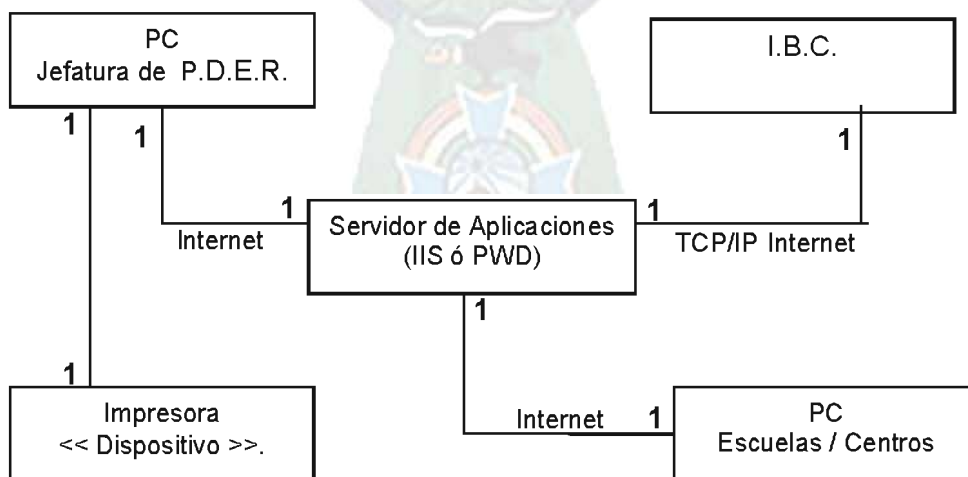 PC
Jefatura de P.D.E.R.
I.B.C.
1
1
1
1
Servidor de Aplicaciones
(IIS ó PWD)
1
Internet
TCP/IP Internet
1
1
Impresora
<< Dispositivo >>.
Internet
1
PC
Escuelas / Centros